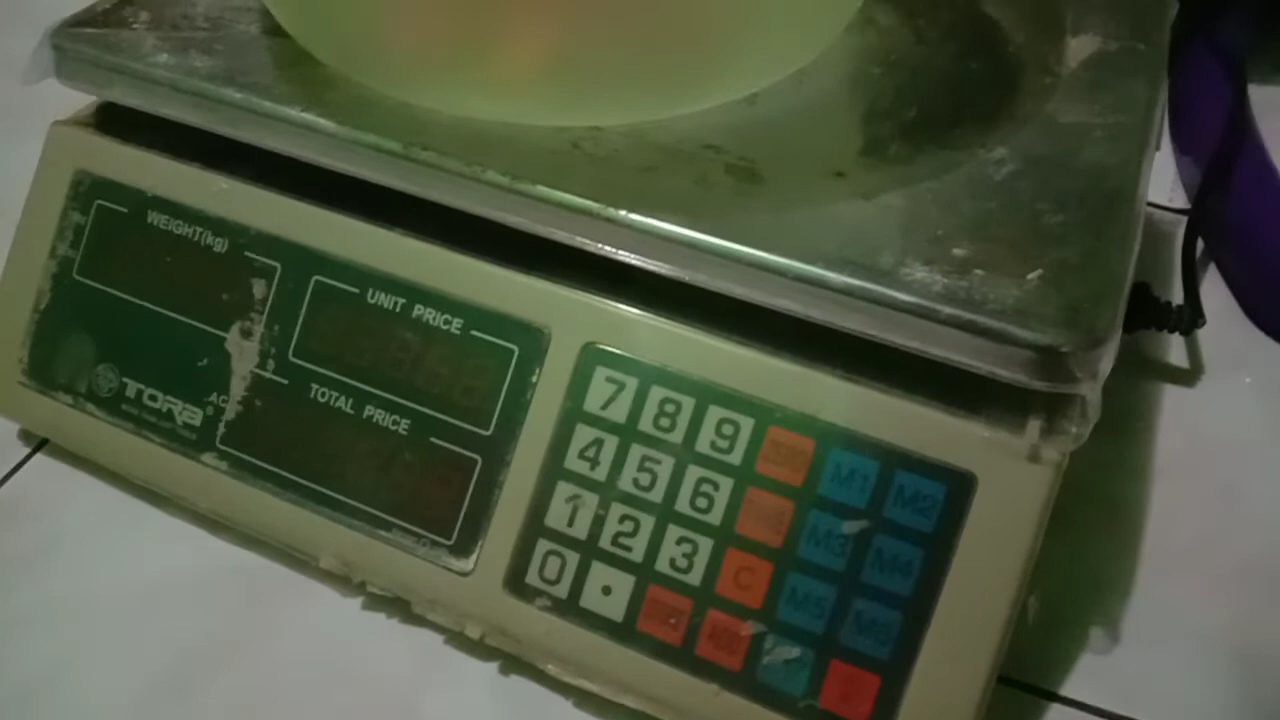 WEIGHT(kg)
UNIT PRICE
TORA
AC
TOTAL PRICE
7 8 9 M1 M2
4 5 6 M3 M4
1 2 3 C M5
0 .